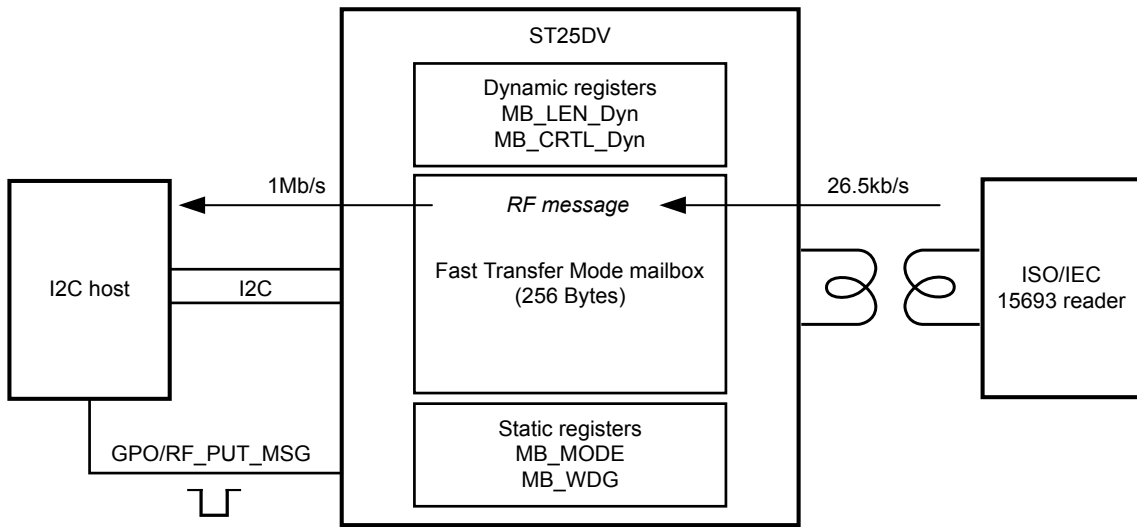 ST25DV
Dynamic registers
MB_LEN_Dyn
MB_CRTL_Dyn
1Mb/s
RF message
26.5kb/s
I2C host
I2C
Fast Transfer Mode mailbox
(256 Bytes)
ISO/IEC
15693 reader
GPO/RF_PUT_MSG
Static registers
MB_MODE
MB_WDG